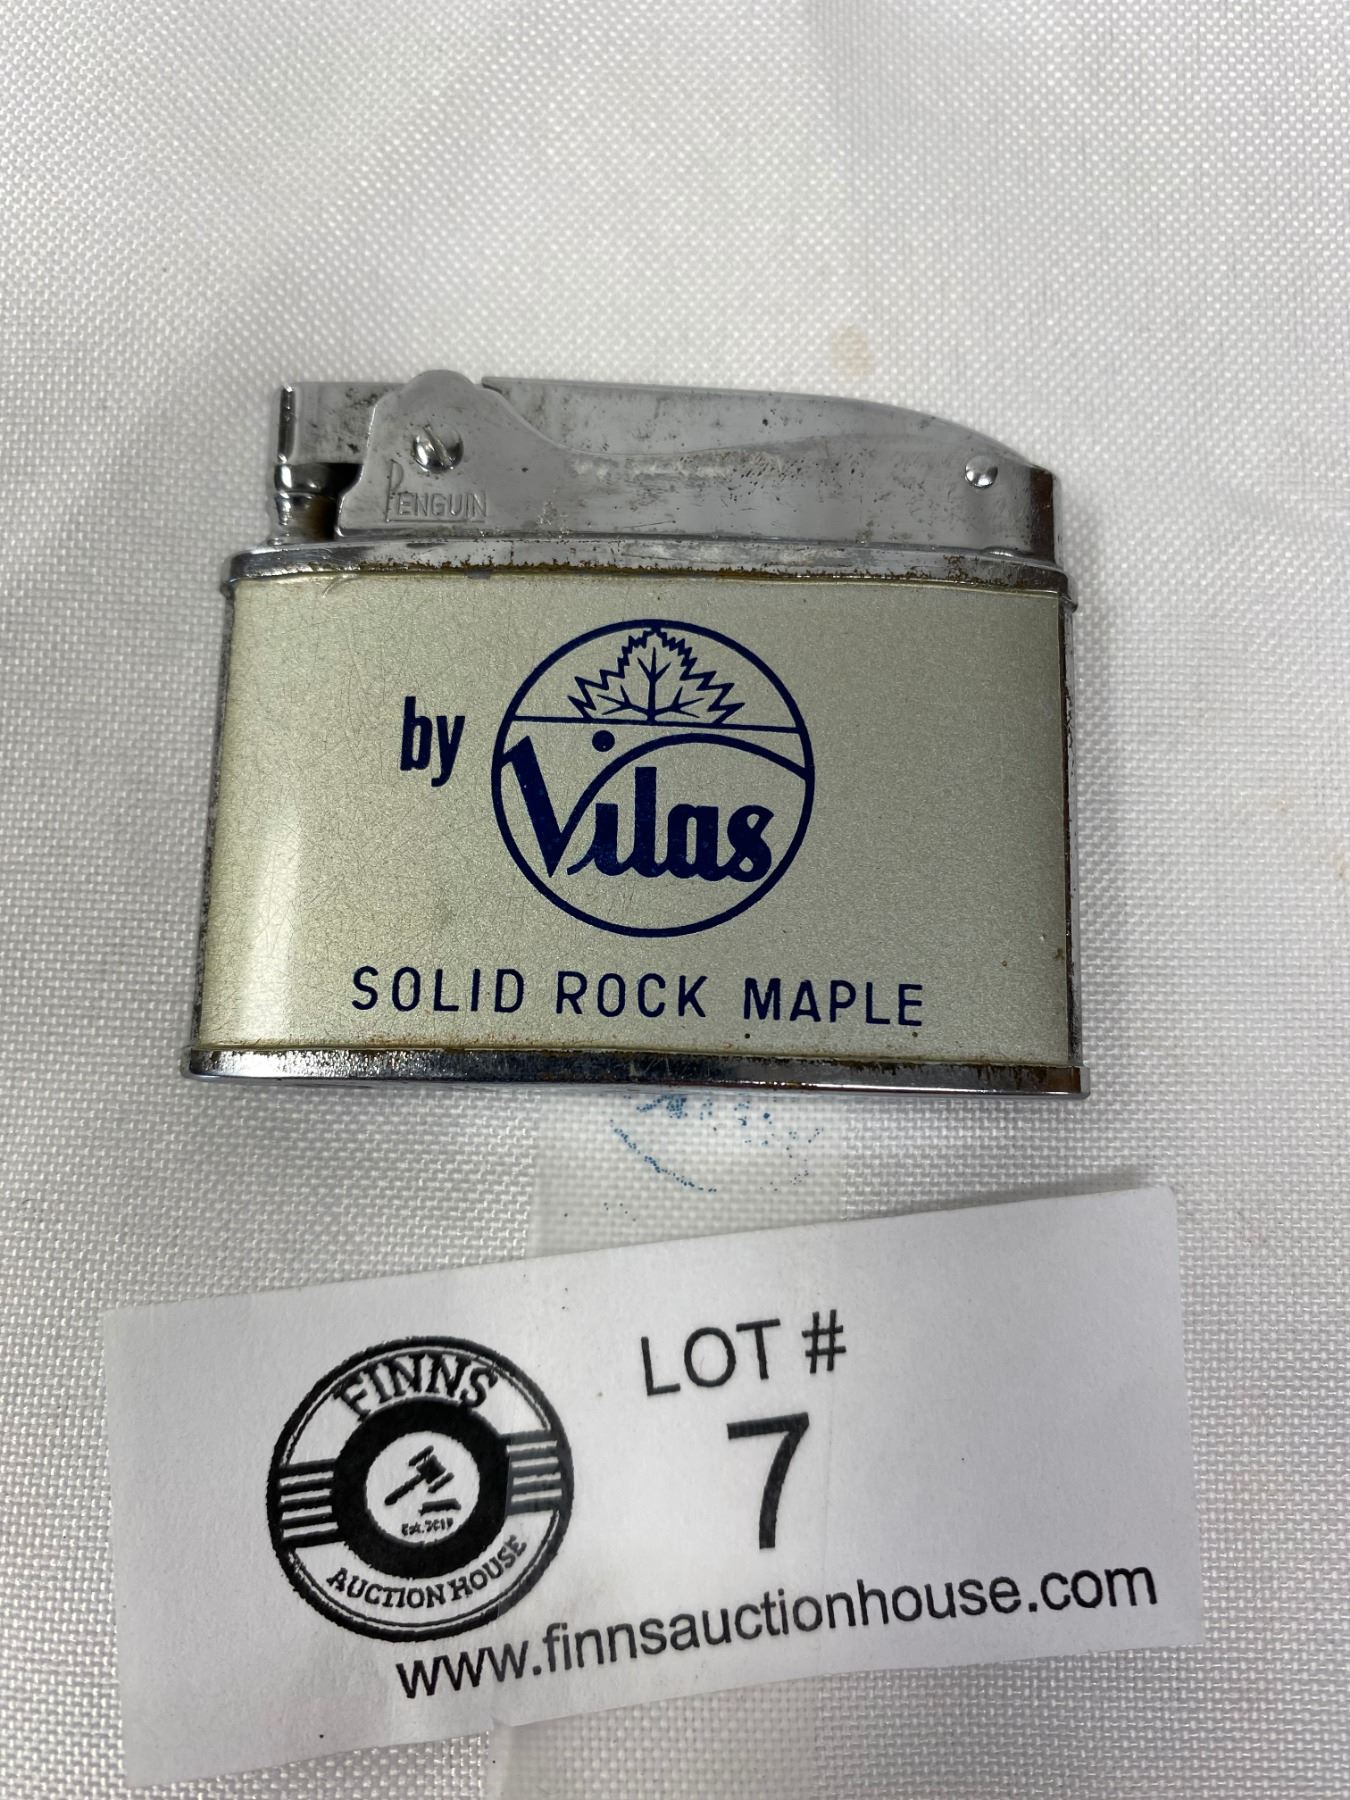 PENGUIN
by
Vilas
SOLID ROCK MAPLE
LOT #
7
FINNS
AUCTION HOUSE
www.finnsauctionhouse.com